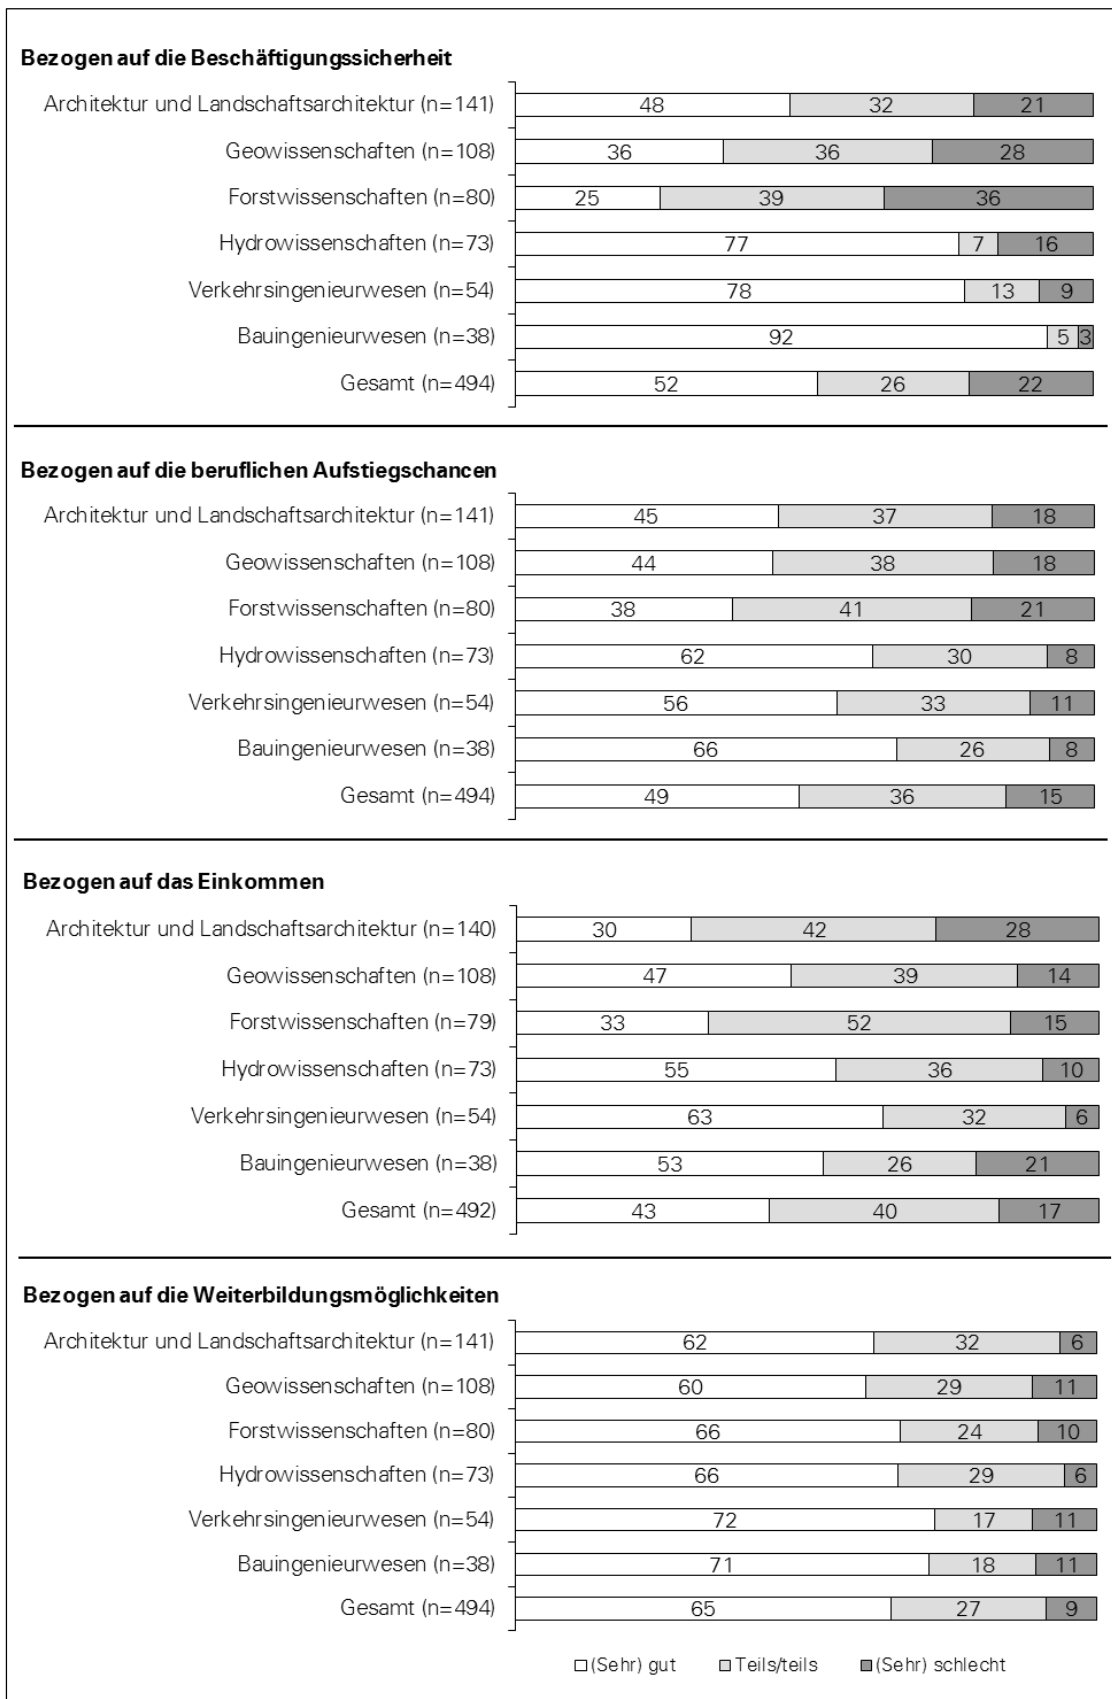 Bezogen auf die Beschäftigungssicherheit
Architektur und Landschaftsarchitektur (n=141) 48 32 21
Geowissenschaften (n=108) 36 36 28
Forstwissenschaften (n=80) 25 39 36
Hydrowissenschaften (n=73) 77 7 16
Verkehrsingenieurwesen (n=54) 78 13 9
Bauingenieurwesen (n=38) 92 5 3
Gesamt (n=494) 52 26 22
Bezogen auf die beruflichen Aufstiegschancen
Architektur und Landschaftsarchitektur (n=141) 45 37 18
Geowissenschaften (n=108) 44 38 18
Forstwissenschaften (n=80) 38 41 21
Hydrowissenschaften (n=73) 62 30 8
Verkehrsingenieurwesen (n=54) 56 33 11
Bauingenieurwesen (n=38) 66 26 8
Gesamt (n=494) 49 36 15
Bezogen auf das Einkommen
Architektur und Landschaftsarchitektur (n=140) 30 42 28
Geowissenschaften (n=108) 47 39 14
Forstwissenschaften (n=79) 33 52 15
Hydrowissenschaften (n=73) 55 36 10
Verkehrsingenieurwesen (n=54) 63 32 6
Bauingenieurwesen (n=38) 53 26 21
Gesamt (n=492) 43 40 17
Bezogen auf die Weiterbildungsmöglichkeiten
Architektur und Landschaftsarchitektur (n=141) 62 32 6
Geowissenschaften (n=108) 60 29 11
Forstwissenschaften (n=80) 66 24 10
Hydrowissenschaften (n=73) 66 29 6
Verkehrsingenieurwesen (n=54) 72 17 11
Bauingenieurwesen (n=38) 71 18 11
Gesamt (n=494) 65 27 9
(Sehr) gut Teils/teils (Sehr) schlecht